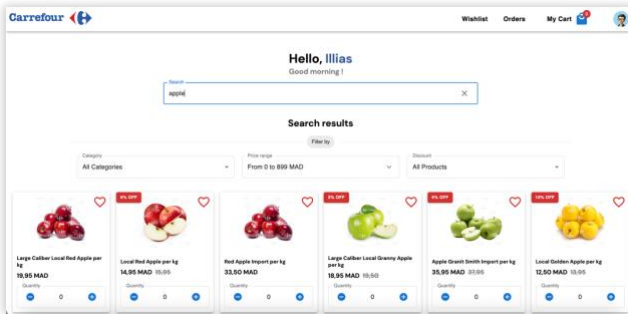 Carrefour
Wishlist Orders My Cart
Hello, Illias
Good morning !
Search
apple
Search results
Filter by
Category
All Categories
Price range
From 0 to 899 MAD
Discount
All Products
Large Caliber Local Red Apple per kg
19,95 MAD
Quantity
0
Local Red Apple per kg
14,95 MAD 15,95
Quantity
0
Red Apple Import per kg
33,50 MAD
Quantity
0
5% OFF
Large Caliber Local Granny Apple per kg
18,95 MAD 19,50
Quantity
0
5% OFF
Apple Granit Smith Import per kg
35,95 MAD 37,95
Quantity
0
10% OFF
Local Golden Apple per kg
12,50 MAD 13,95
Quantity
0